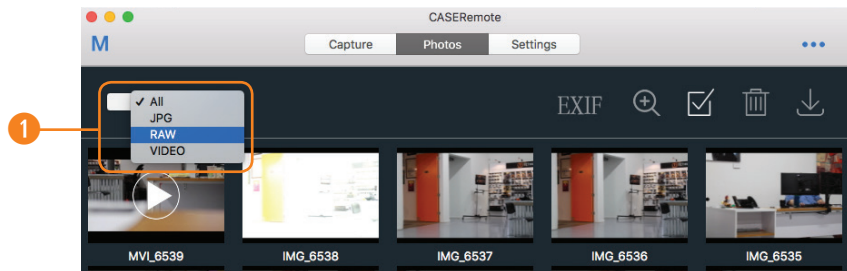 CASERemote
M
Capture Photos Settings
•••
✓ All
JPG
RAW
VIDEO
1
EXIF
MVI_6539 IMG_6538 IMG_6537 IMG_6536 IMG_6535